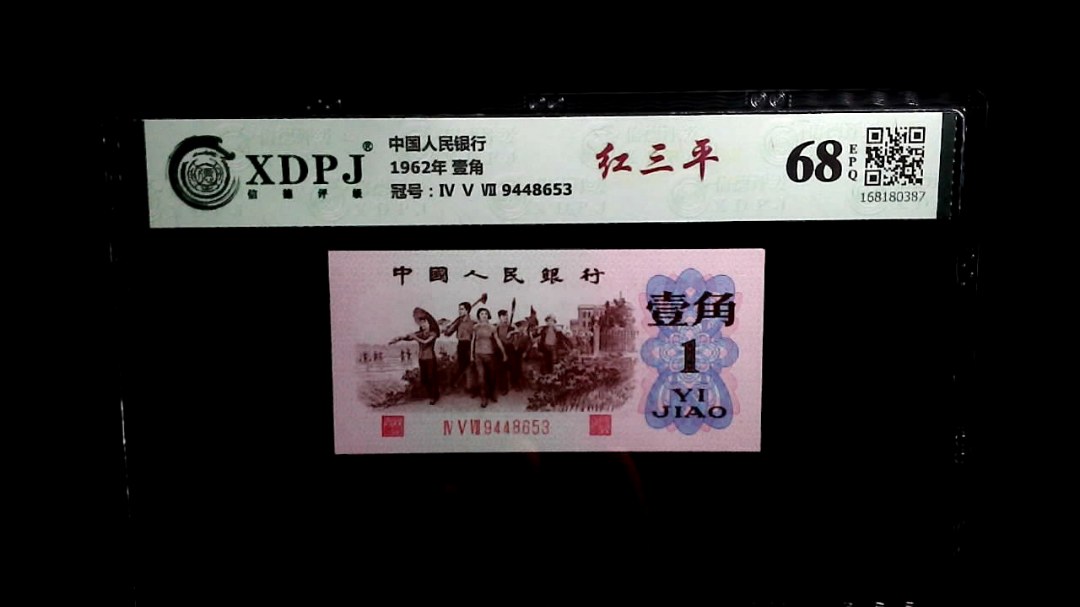 XDPJ®
信德评级
中国人民银行
1962年 壹角
冠号：Ⅳ Ⅴ Ⅶ 9448653
红三平
68
EPQ
168180387
中國人民銀行
壹角
1
YI
JIAO
Ⅳ Ⅴ Ⅶ 9448653